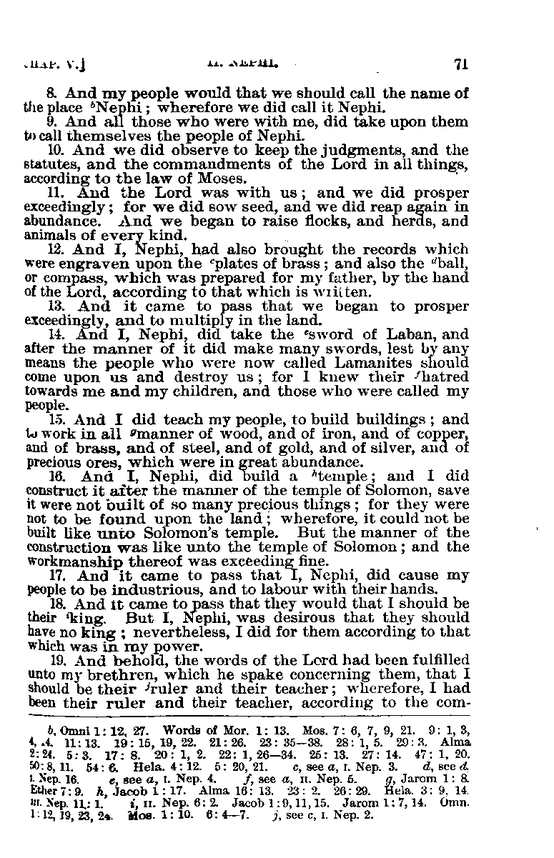 CHAP. V.] II. NEPHI. 71
8. And my people would that we should call the name of
the place ᵇNephi; wherefore we did call it Nephi.
9. And all those who were with me, did take upon them
to call themselves the people of Nephi.
10. And we did observe to keep the judgments, and the
statutes, and the commandments of the Lord in all things,
according to the law of Moses.
11. And the Lord was with us; and we did prosper
exceedingly; for we did sow seed, and we did reap again in
abundance. And we began to raise flocks, and herds, and
animals of every kind.
12. And I, Nephi, had also brought the records which
were engraven upon the ᶜplates of brass; and also the ᵈball,
or compass, which was prepared for my father, by the hand
of the Lord, according to that which is written.
13. And it came to pass that we began to prosper
exceedingly, and to multiply in the land.
14. And I, Nephi, did take the ᵉsword of Laban, and
after the manner of it did make many swords, lest by any
means the people who were now called Lamanites should
come upon us and destroy us; for I knew their ᶠhatred
towards me and my children, and those who were called my
people.
15. And I did teach my people, to build buildings; and
to work in all ᵍmanner of wood, and of iron, and of copper,
and of brass, and of steel, and of gold, and of silver, and of
precious ores, which were in great abundance.
16. And I, Nephi, did build a ʰtemple; and I did
construct it after the manner of the temple of Solomon, save
it were not built of so many precious things; for they were
not to be found upon the land; wherefore, it could not be
built like unto Solomon's temple. But the manner of the
construction was like unto the temple of Solomon; and the
workmanship thereof was exceeding fine.
17. And it came to pass that I, Nephi, did cause my
people to be industrious, and to labour with their hands.
18. And it came to pass that they would that I should be
their ⁱking. But I, Nephi, was desirous that they should
have no king; nevertheless, I did for them according to that
which was in my power.
19. And behold, the words of the Lord had been fulfilled
unto my brethren, which he spake concerning them, that I
should be their ʲruler and their teacher; wherefore, I had
been their ruler and their teacher, according to the com-
b, Omni 1: 12, 27. Words of Mor. 1: 13. Mos. 7: 6, 7, 9, 21. 9: 1, 3,
4, 14. 11: 13. 19: 15, 19, 22. 21: 26. 23: 35—38. 28: 1, 5. 29: 3. Alma
2: 24. 5: 3. 17: 8. 20: 1, 2. 22: 1, 26—34. 25: 13. 27: 14. 47: 1, 20.
50: 8, 11. 54: 6. Hela. 4: 12. 5: 20, 21. c, see a, I. Nep. 3. d, see d.
I. Nep. 16. e, see a, I. Nep. 4. f, see a, II. Nep. 5. g, Jarom 1: 8.
Ether 7: 9. h, Jacob 1: 17. Alma 16: 13. 23: 2. 26: 29. Hela. 3: 9, 14.
III. Nep. 11: 1. i, II. Nep. 6: 2. Jacob 1: 9, 11, 15. Jarom 1: 7, 14. Omn.
1: 12, 19, 23, 24. Mos. 1: 10. 6: 4—7. j, see c, I. Nep. 2.